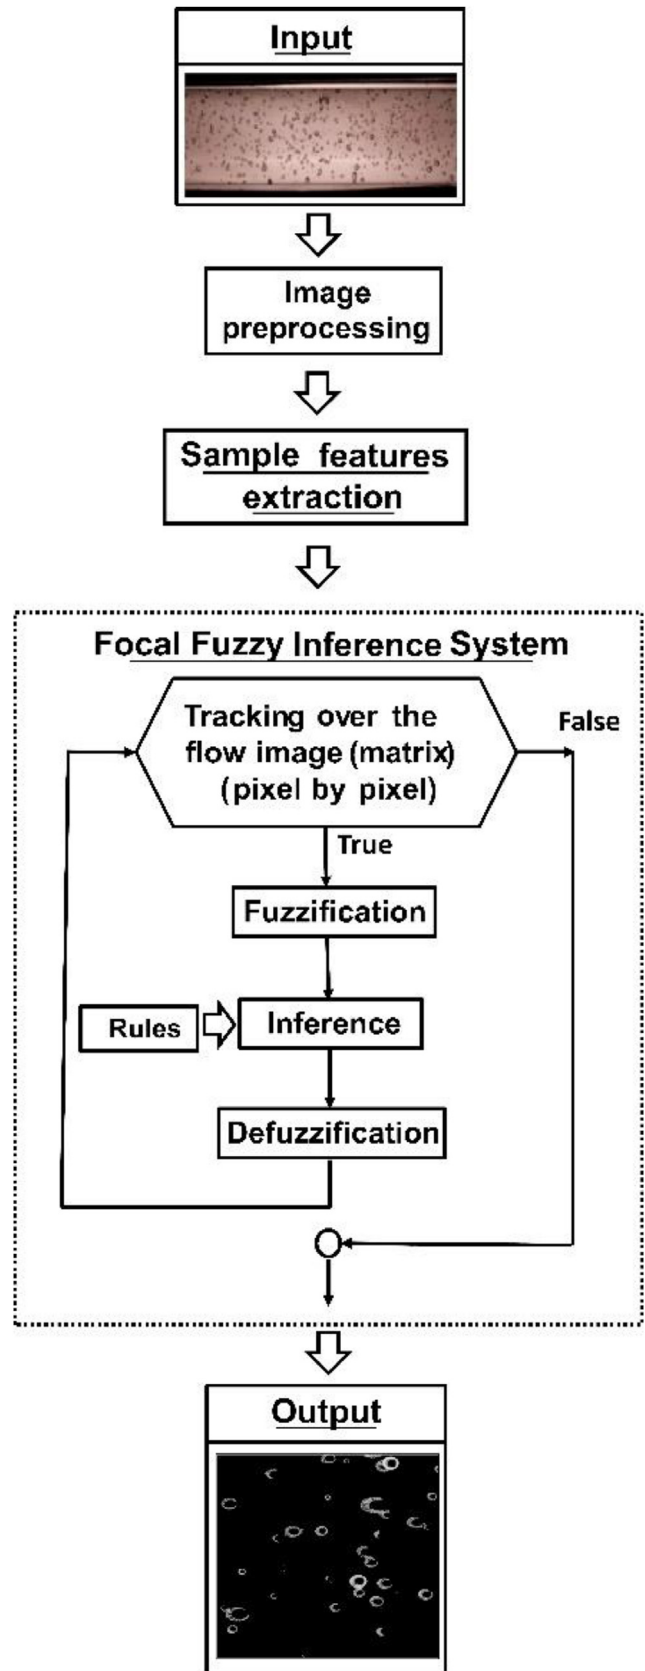 Input
Image
preprocessing
Sample features
extraction
Focal Fuzzy Inference System
Tracking over the
flow image (matrix)
(pixel by pixel)
False
True
Fuzzification
Rules
Inference
Defuzzification
Output